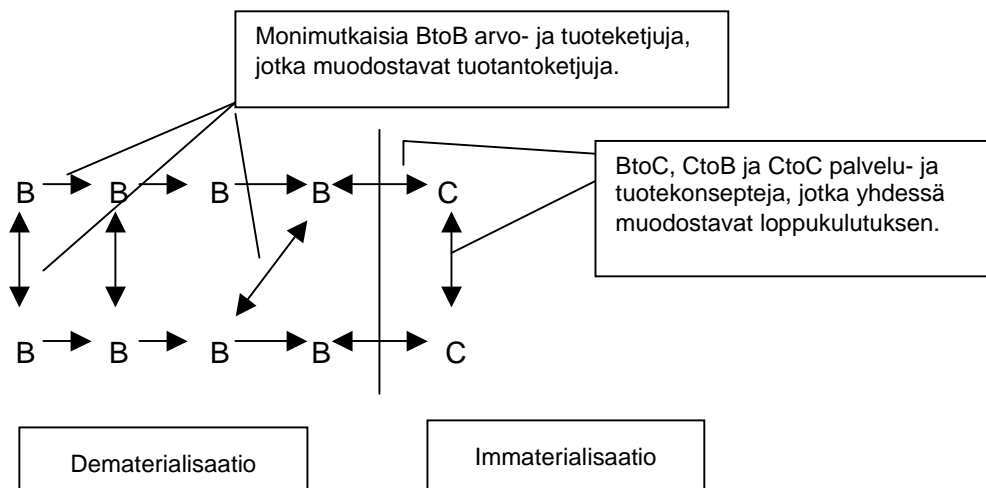 Monimutkaisia BtoB arvo- ja tuoteketjuja,
jotka muodostavat tuotantoketjuja.
BtoC, CtoB ja CtoC palvelu- ja
tuotekonsepteja, jotka yhdessä
muodostavat loppukulutuksen.
B B B B C
B B B B C
Dematerialisaatio
Immaterialisaatio